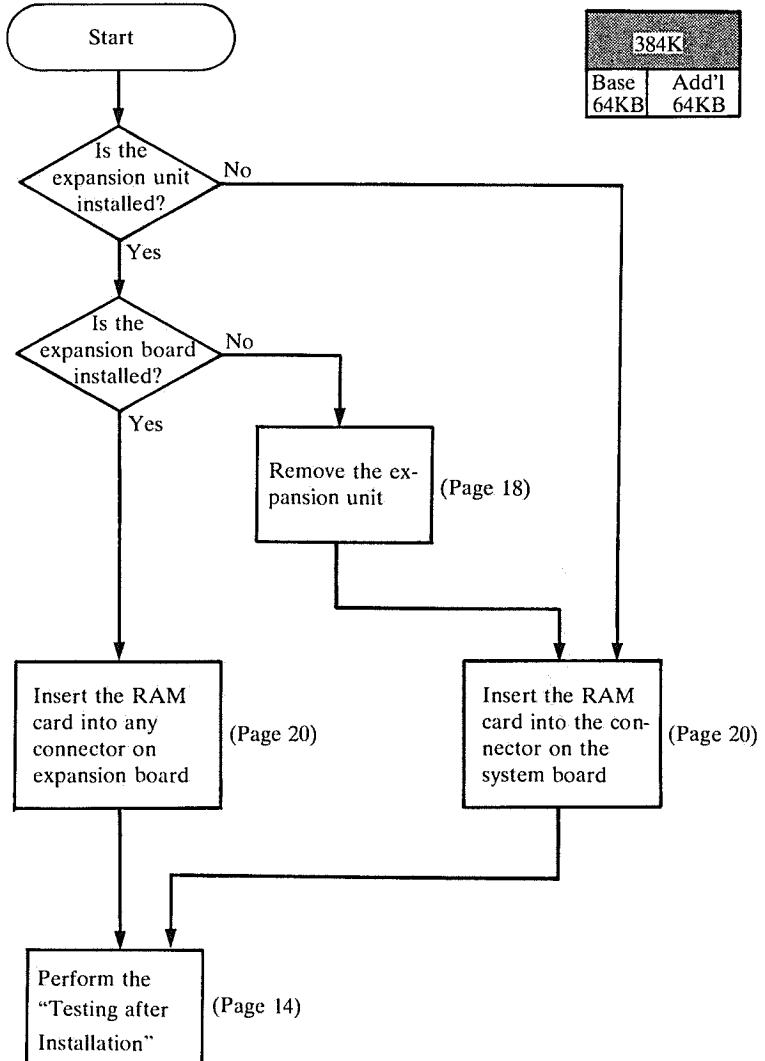 Start
384K
Base Add'l
64KB 64KB
Is the
expansion unit
installed?
No
Yes
Is the
expansion board
installed?
No
Yes
Remove the ex-
pansion unit
(Page 18)
Insert the RAM
card into any
connector on
expansion board
(Page 20)
Insert the RAM
card into the con-
nector on the
system board
(Page 20)
Perform the
“Testing after
Installation”
(Page 14)